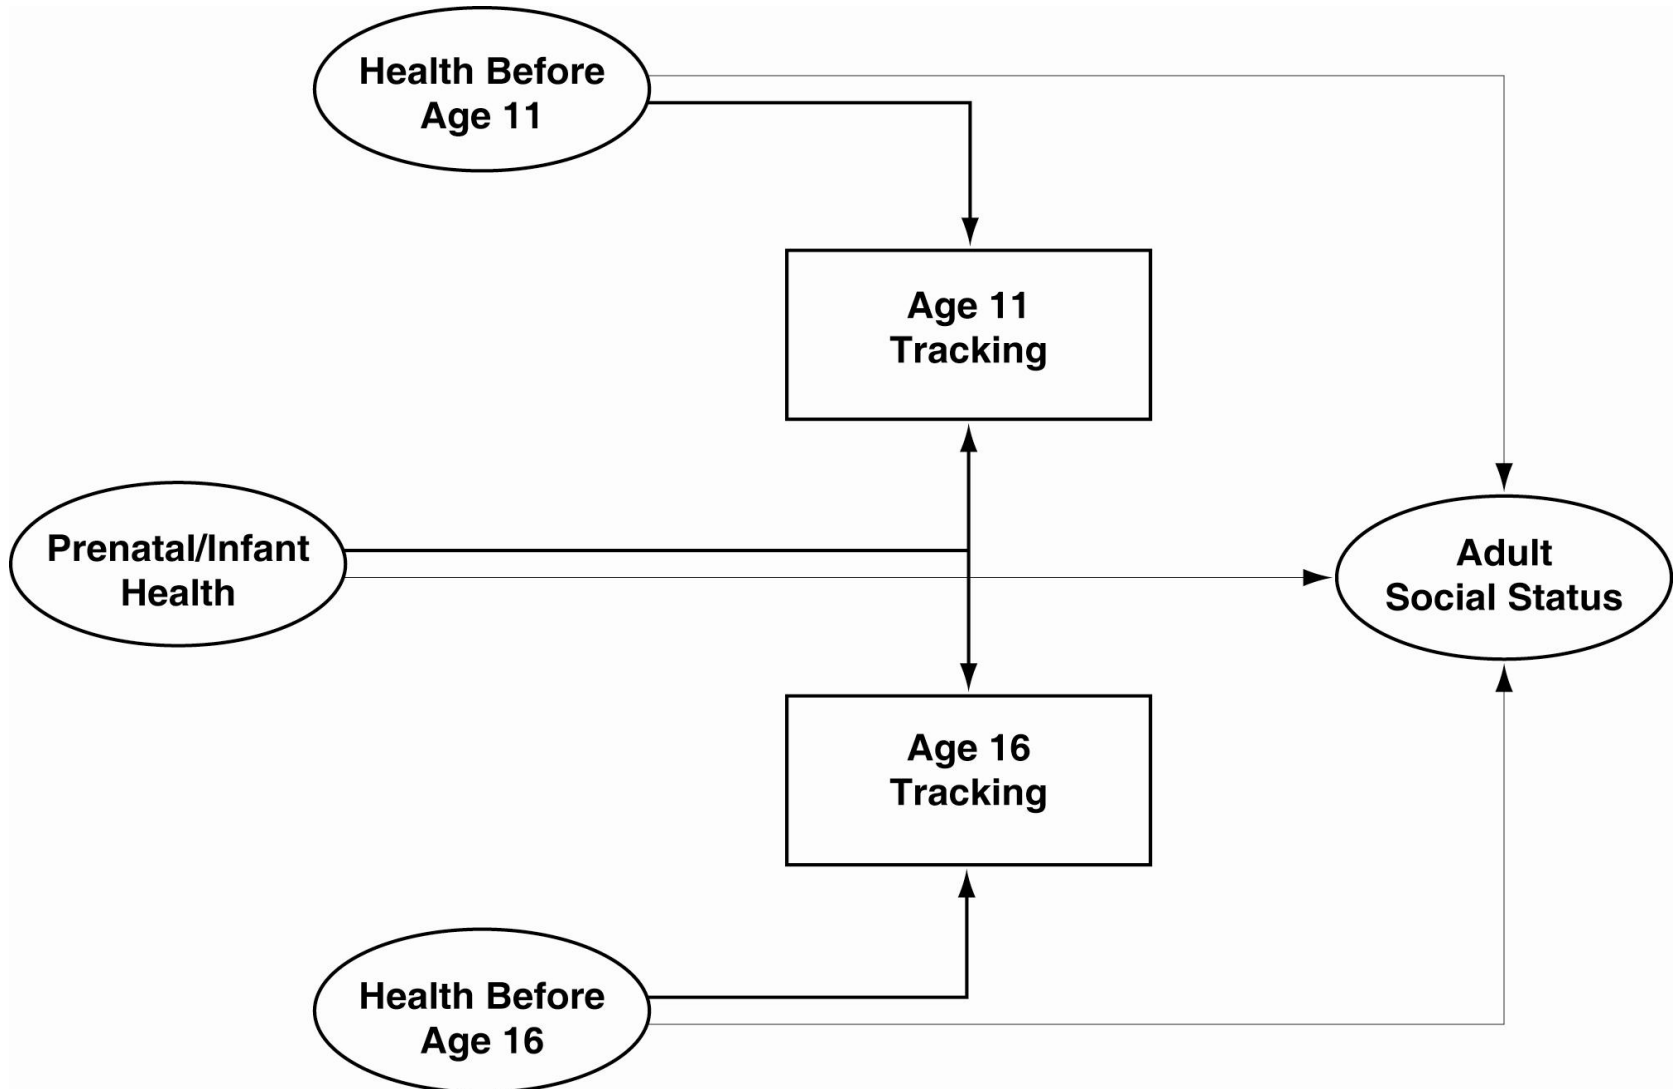 Health Before
Age 11
Age 11
Tracking
Prenatal/Infant
Health
Adult
Social Status
Age 16
Tracking
Health Before
Age 16